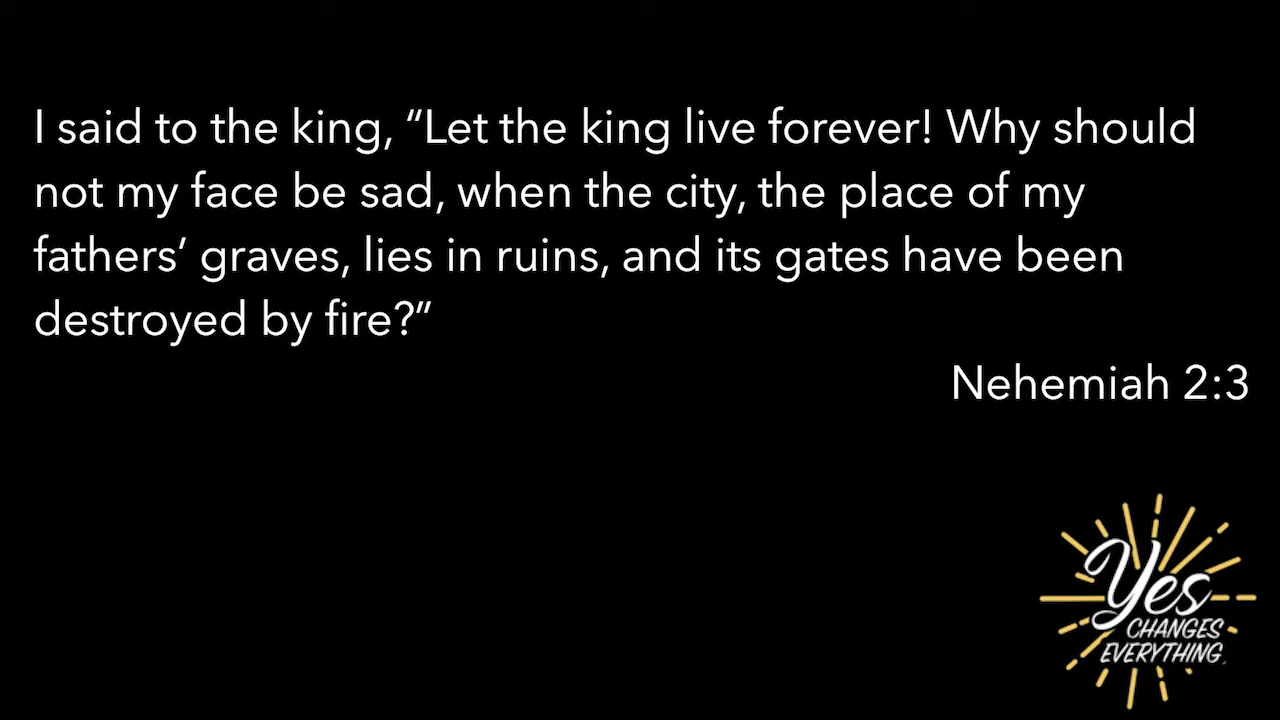 I said to the king, “Let the king live forever! Why should
not my face be sad, when the city, the place of my
fathers’ graves, lies in ruins, and its gates have been
destroyed by fire?”
Nehemiah 2:3
Yes
CHANGES
EVERYTHING.